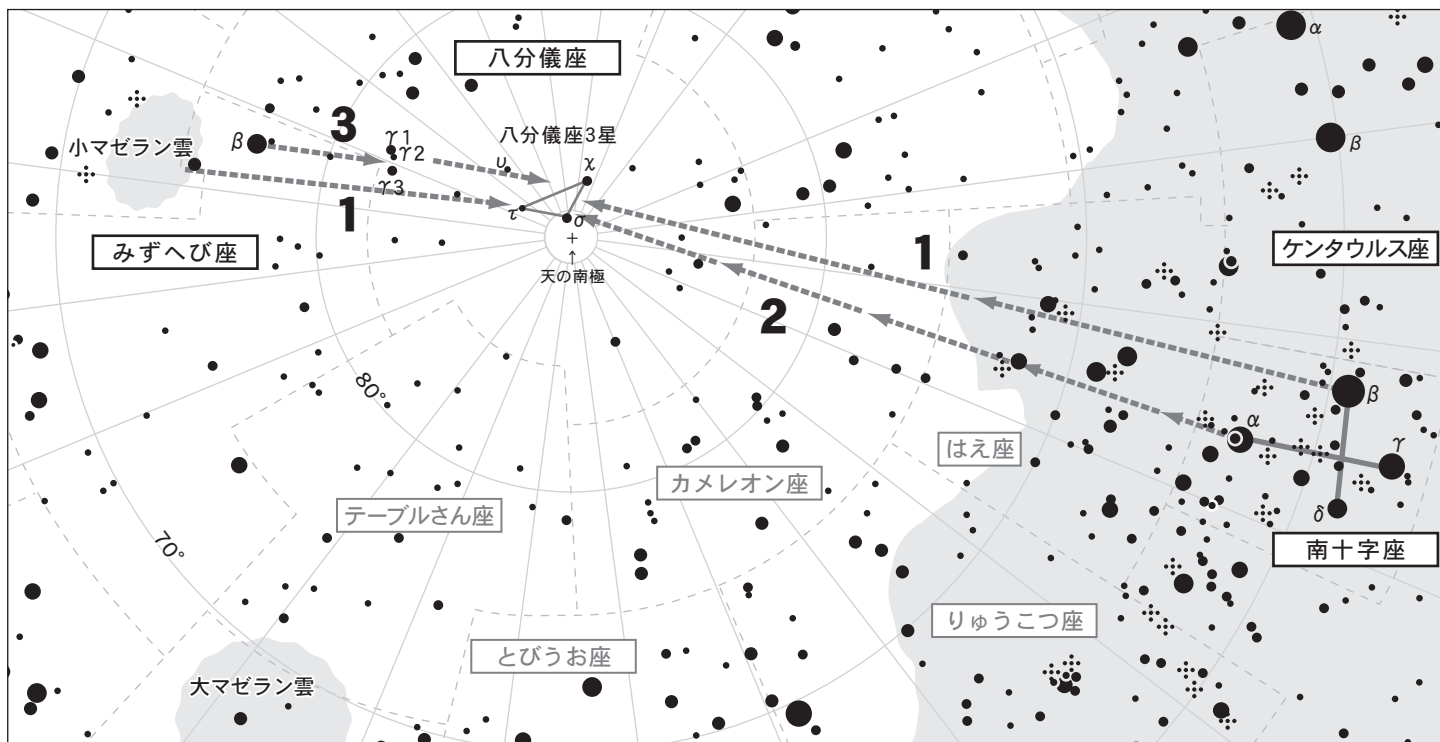 八分儀座
α
3
八分儀座3星
小マゼラン雲
β
γ1
γ2
υ
χ
β
γ3
1
τ
σ
みずへび座
+
↑
天の南極
1
ケンタウルス座
2
80°
β
α
はえ座
γ
カメレオン座
テーブルさん座
δ
70°
南十字座
りゅうこつ座
とびうお座
大マゼラン雲